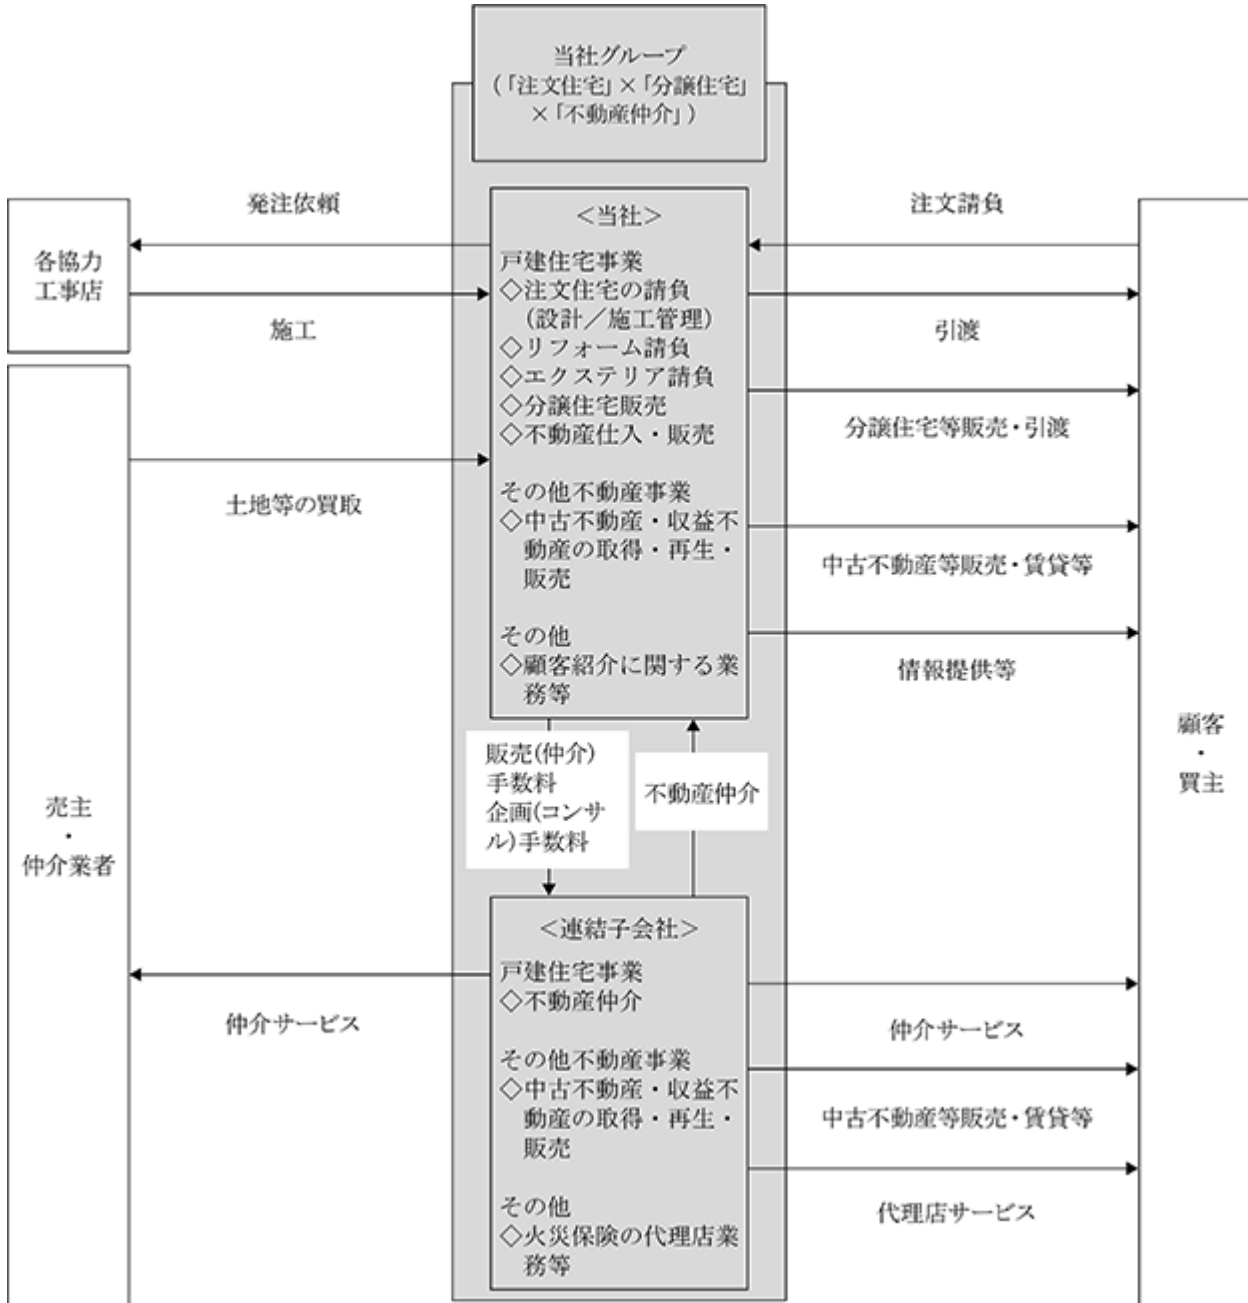 当社グループ
(「注文住宅」×「分譲住宅」
×「不動産仲介」)
発注依頼
注文請負
各協力
工事店
施工
引渡
<当社>
戸建住宅事業
◇注文住宅の請負
(設計／施工管理)
◇リフォーム請負
◇エクステリア請負
◇分譲住宅販売
◇不動産仕入・販売
その他不動産事業
◇中古不動産・収益不
動産の取得・再生・
販売
その他
◇顧客紹介に関する業
務等
土地等の買取
分譲住宅等販売・引渡
中古不動産等販売・賃貸等
情報提供等
販売(仲介)
手数料
企画(コンサ
ル)手数料
不動産仲介
売主
・
仲介業者
顧客
・
買主
<連結子会社>
戸建住宅事業
◇不動産仲介
その他不動産事業
◇中古不動産・収益不
動産の取得・再生・
販売
その他
◇火災保険の代理店業
務等
仲介サービス
仲介サービス
中古不動産等販売・賃貸等
代理店サービス